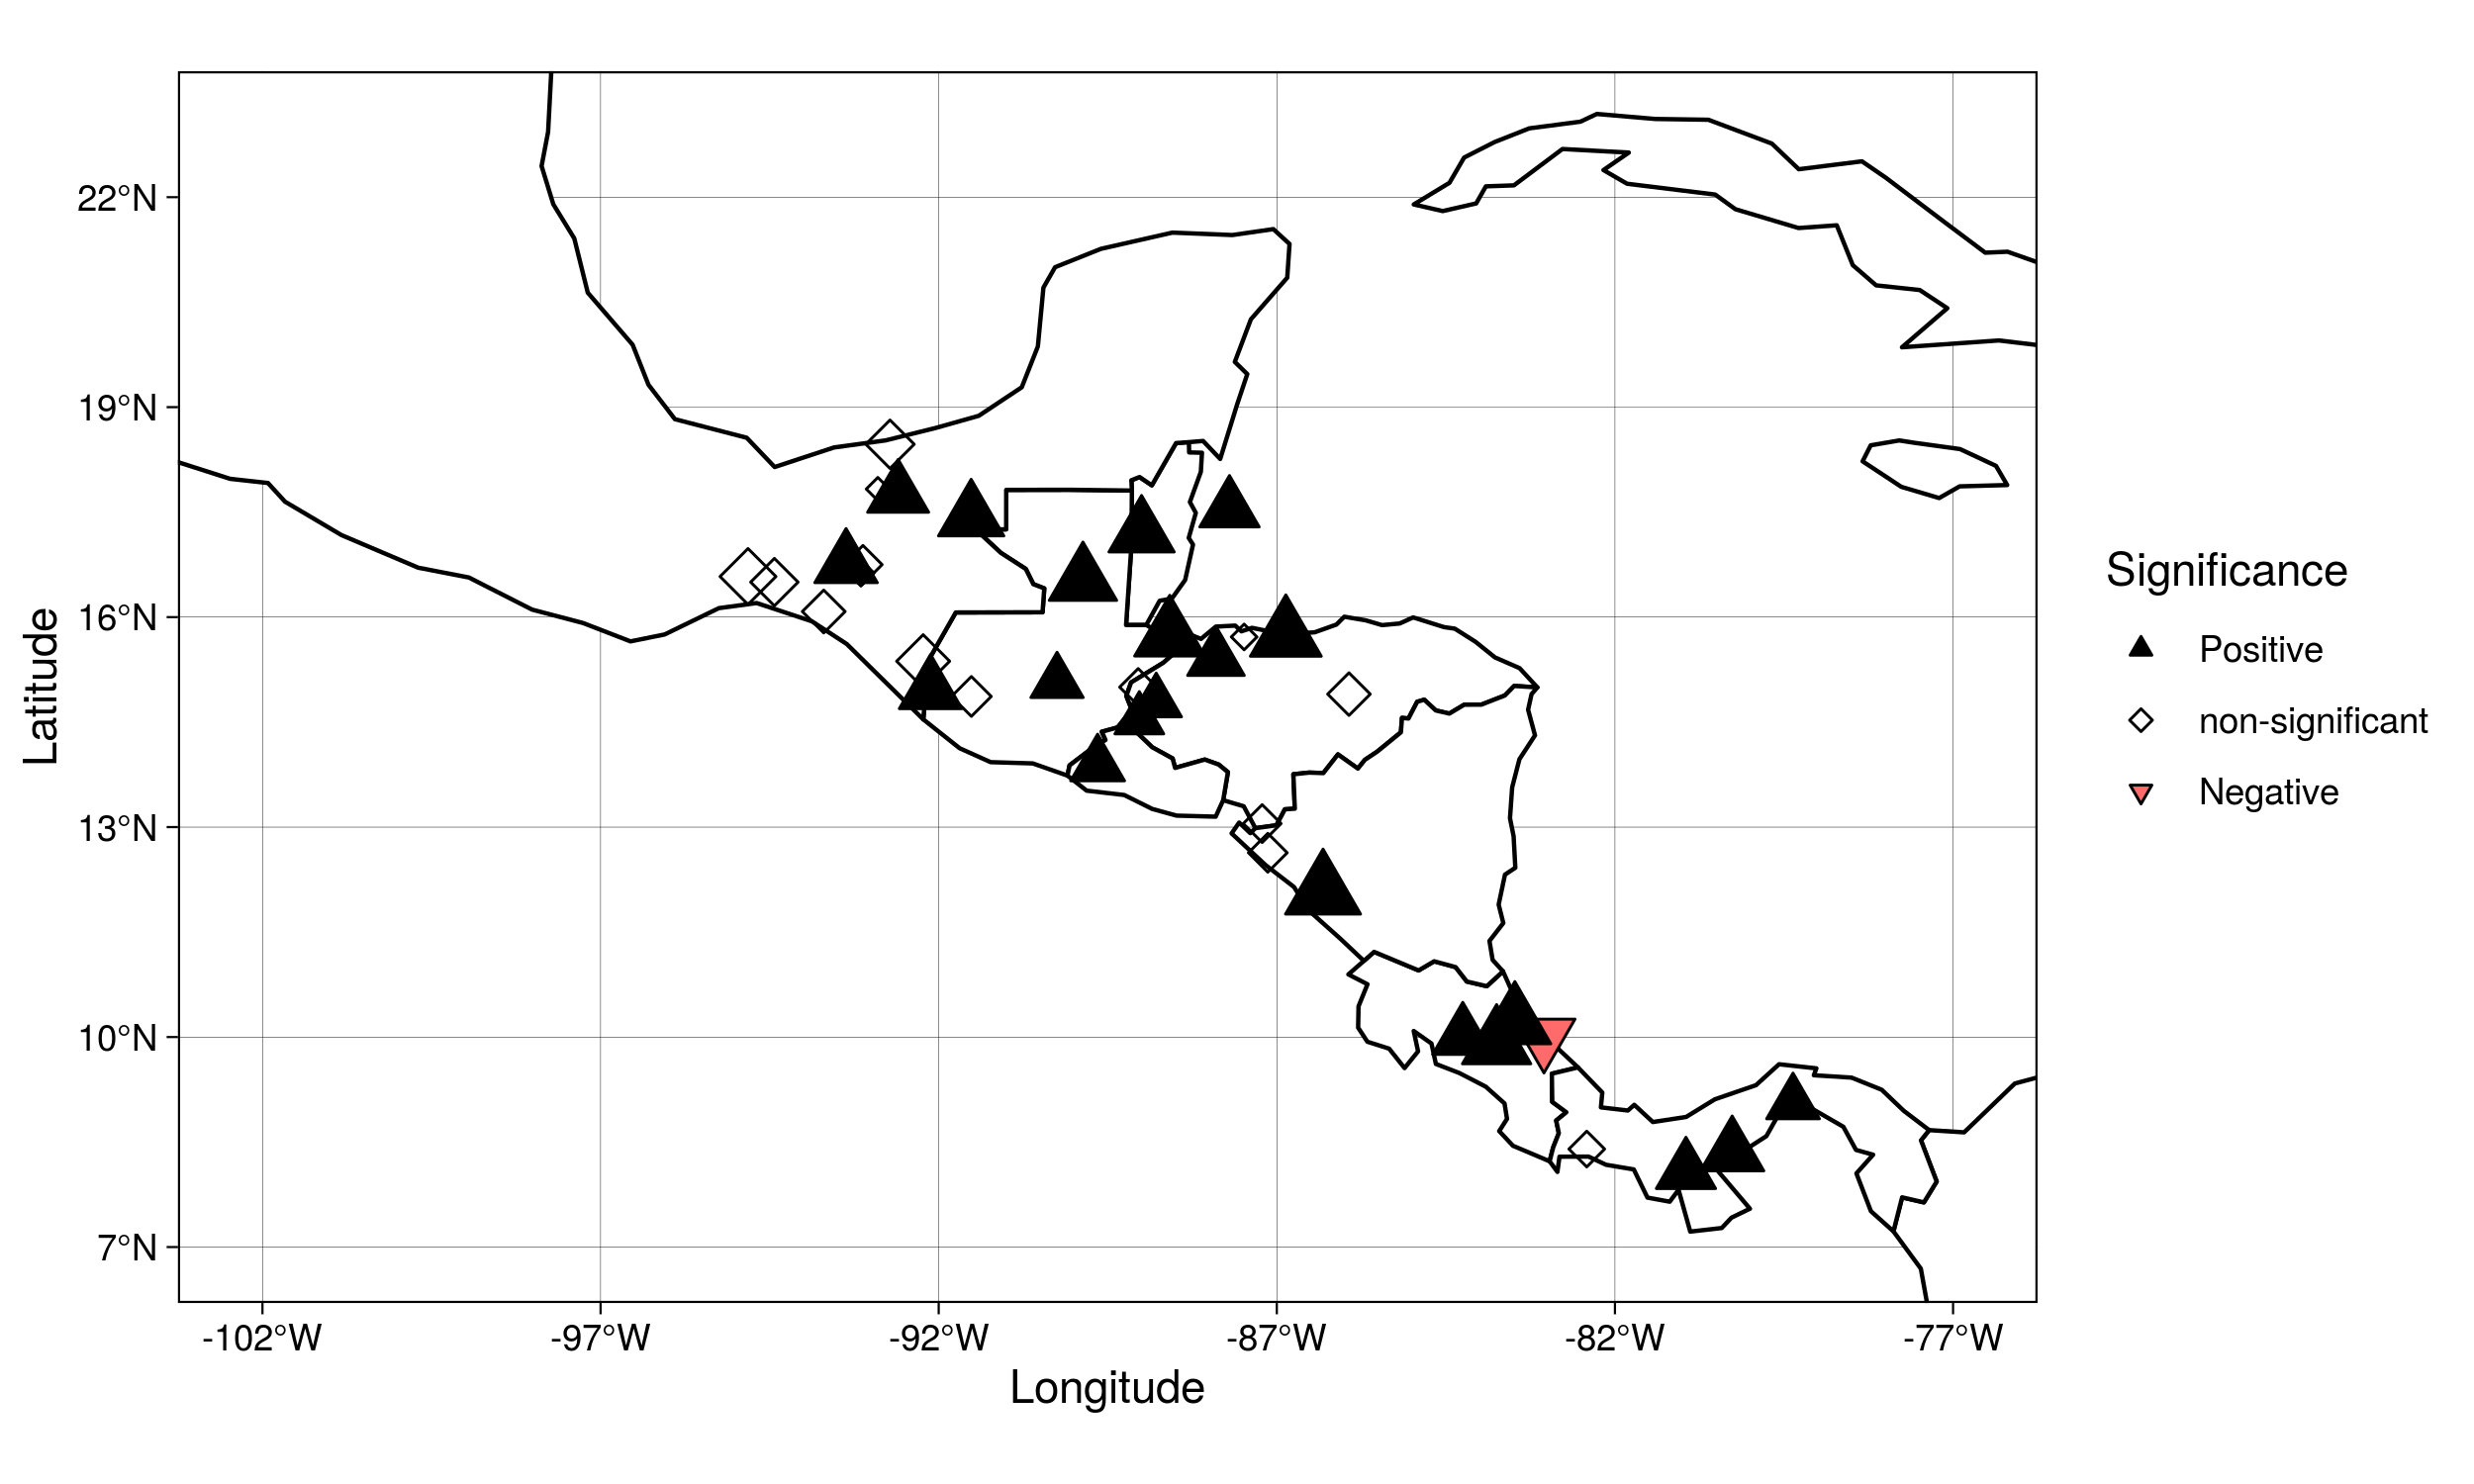 22°N
19°N
16°N
13°N
10°N
7°N
Latitude
-102°W
-97°W
-92°W
-87°W
-82°W
-77°W
Longitude
Significance
Positive
non-significant
Negative